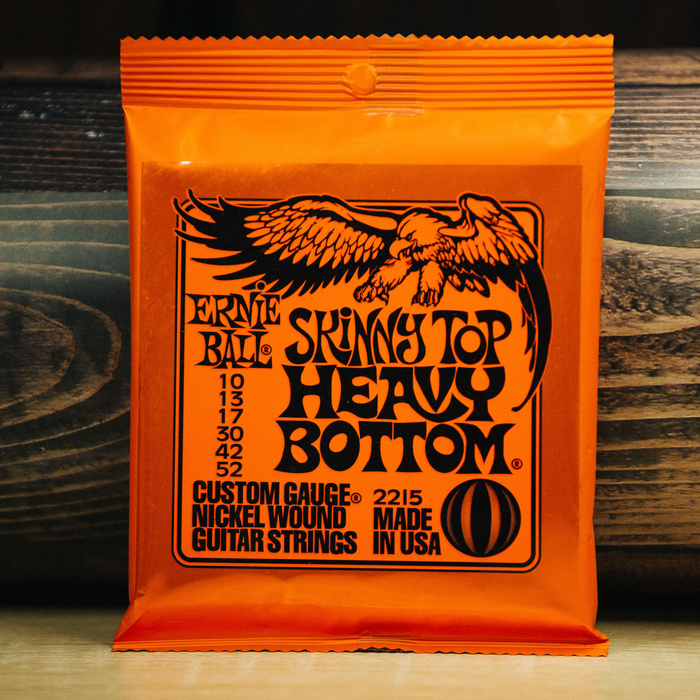 ERNiE
BALL®
SKiNNY TOP
HEAVY
BOTTOM®
10
13
17
30
42
52
CUSTOM GAUGE®
NICKEL WOUND
GUITAR STRINGS
2215
MADE
IN USA